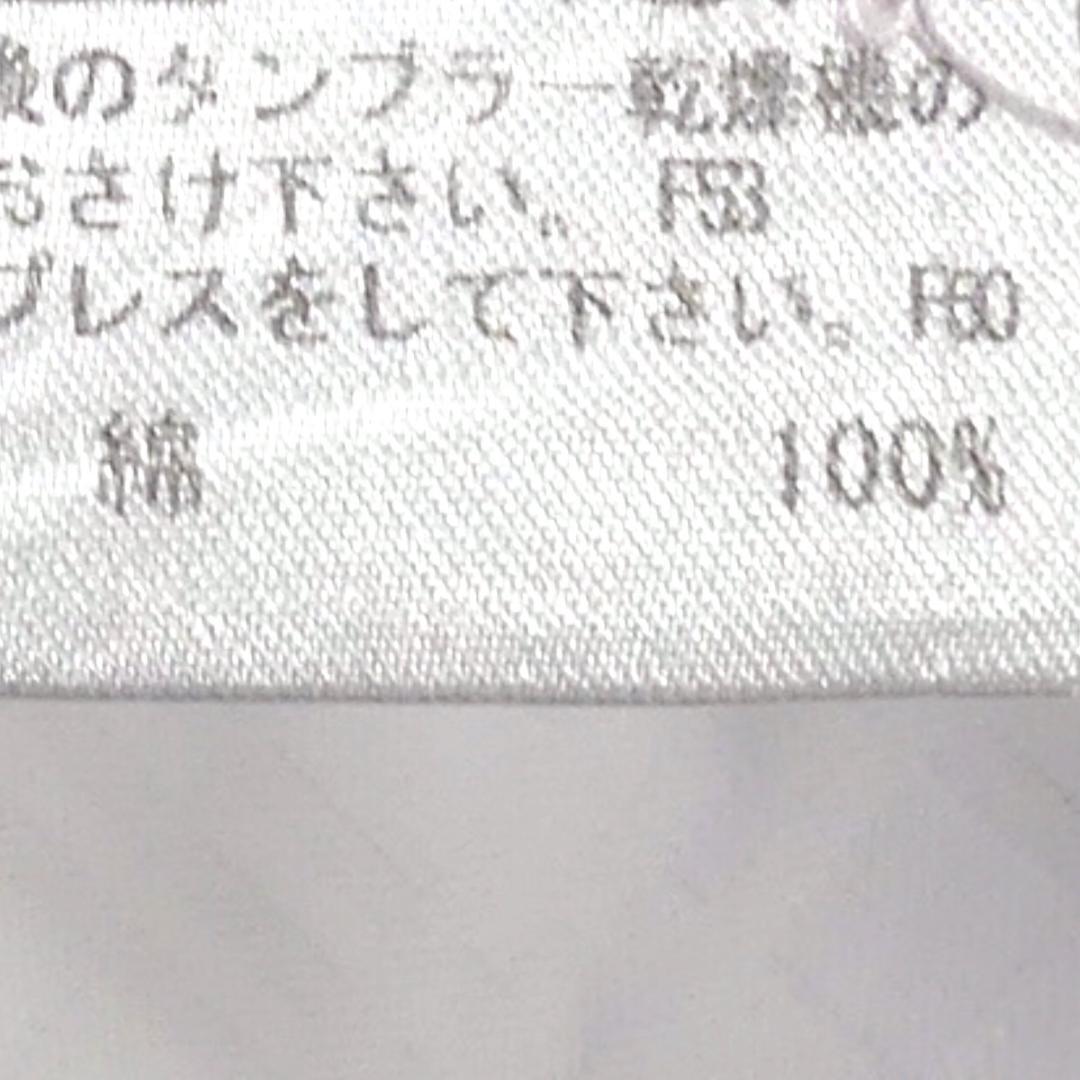 後のタンブラー乾燥機の
おさけ下さい。 F53
プレスをして下さい。 F50
綿 100%